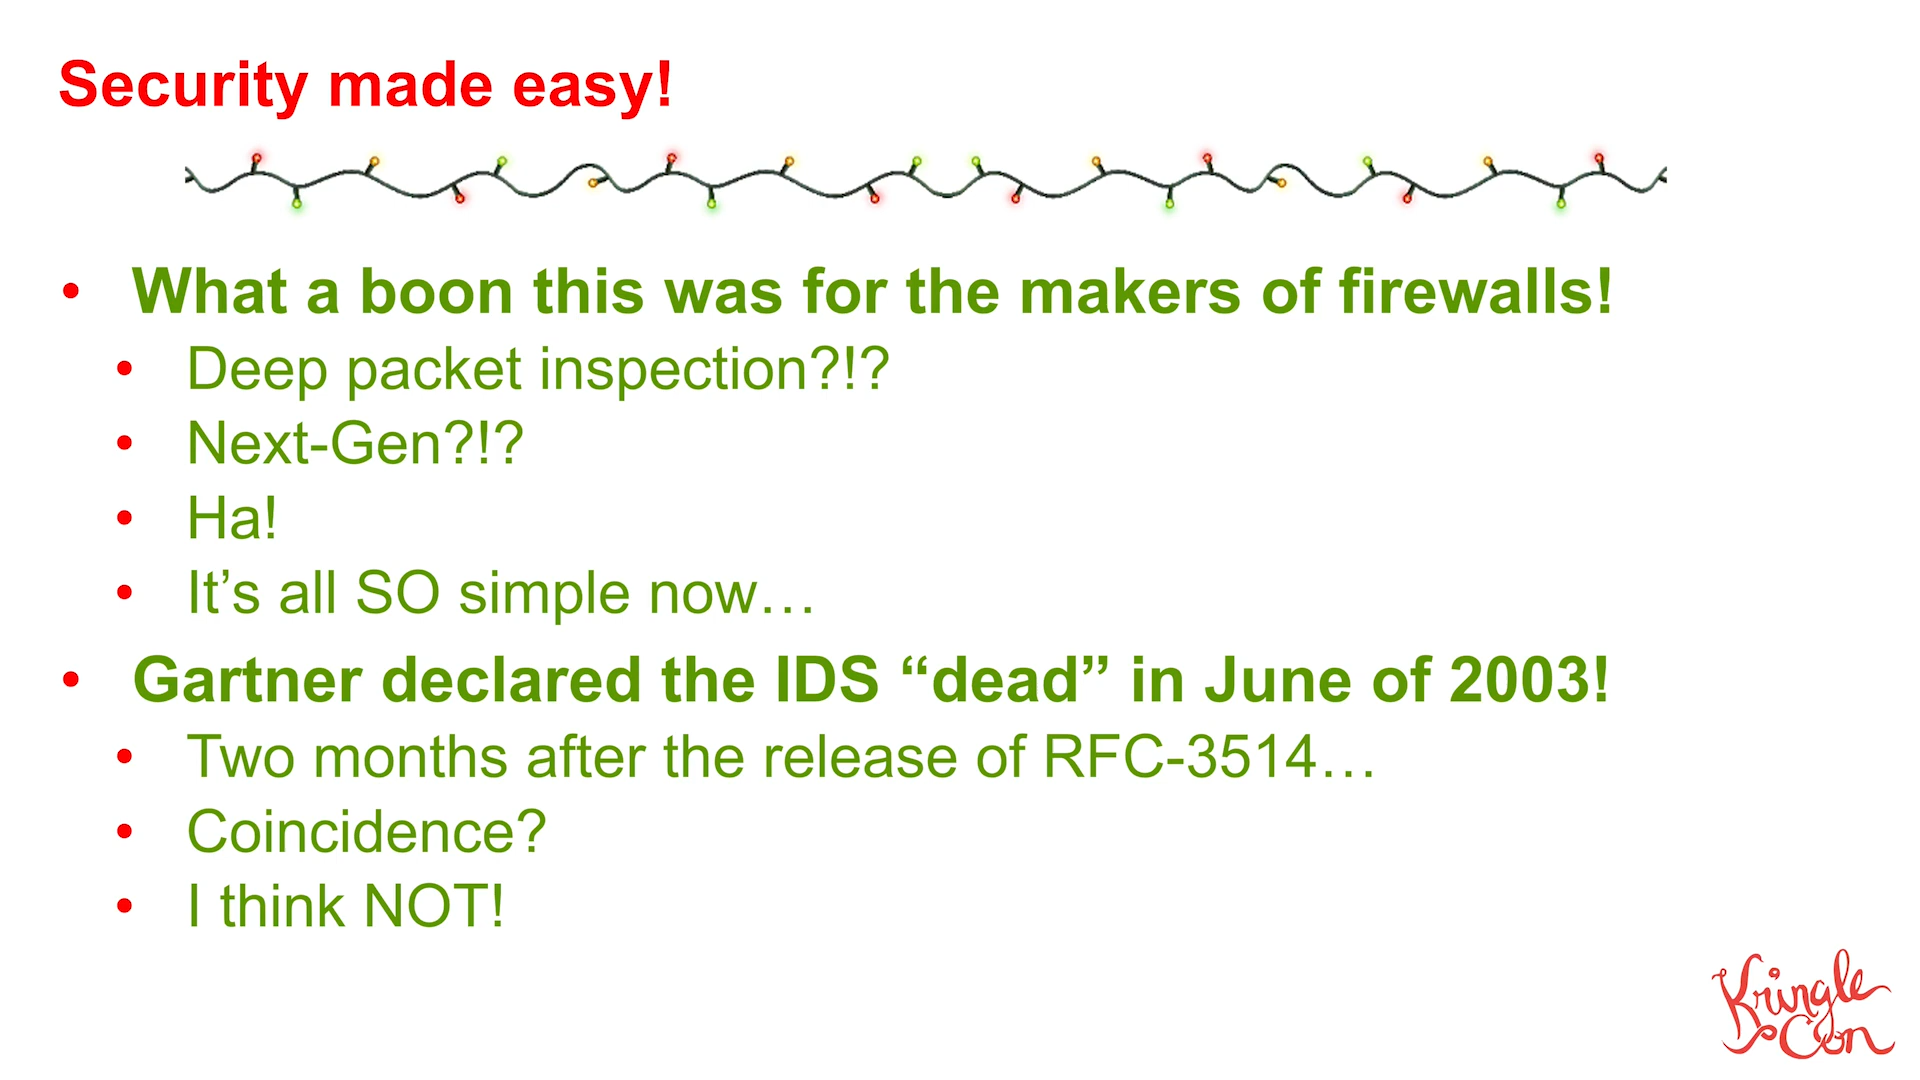 Security made easy!
• What a boon this was for the makers of firewalls!
• Deep packet inspection?!?
• Next-Gen?!?
• Ha!
• It’s all SO simple now…
• Gartner declared the IDS “dead” in June of 2003!
• Two months after the release of RFC-3514…
• Coincidence?
• I think NOT!
Kringle
Con